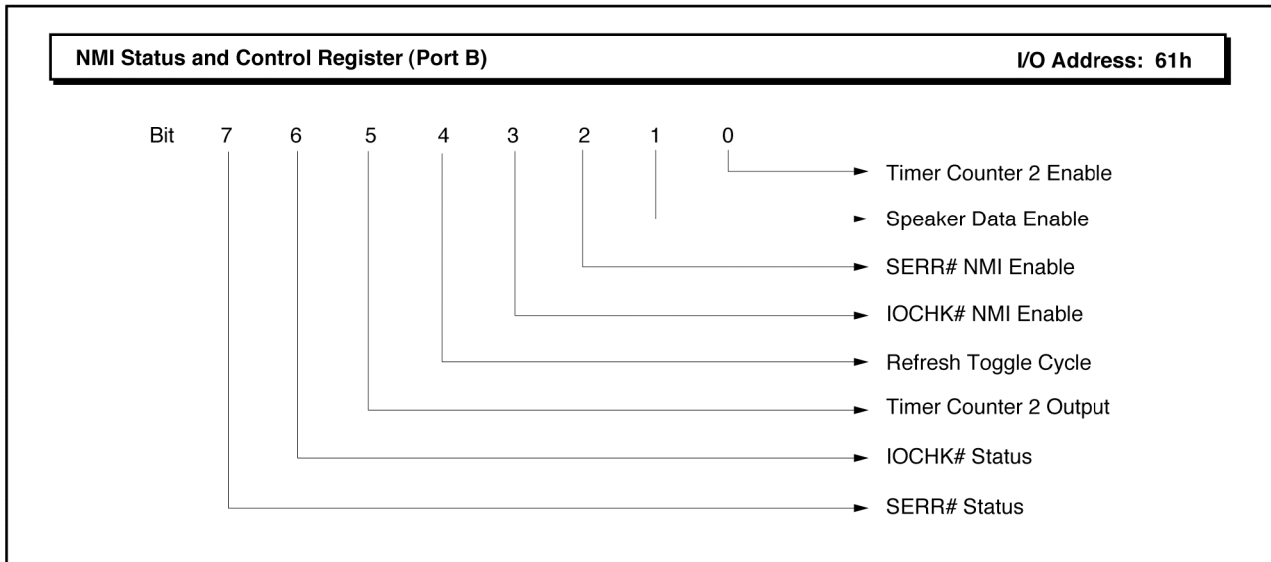 NMI Status and Control Register (Port B) I/O Address: 61h
Bit 7 6 5 4 3 2 1 0
Timer Counter 2 Enable
Speaker Data Enable
SERR# NMI Enable
IOCHK# NMI Enable
Refresh Toggle Cycle
Timer Counter 2 Output
IOCHK# Status
SERR# Status